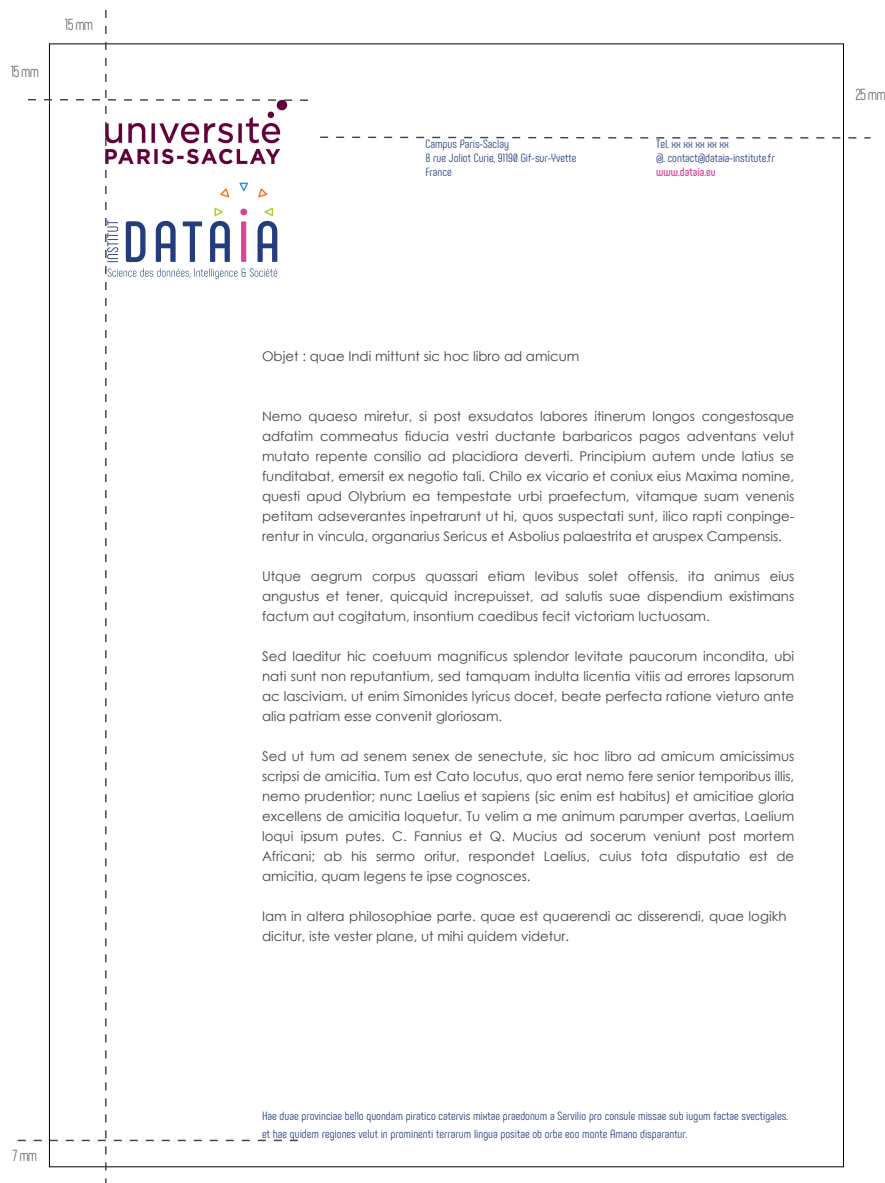 15 mm
15 mm
25 mm
université
PARIS-SACLAY
Campus Paris-Saclay
8 rue Joliot Curie, 91190 Gif-sur-Yvette
France
Tel. xx xx xx xx xx
@. contact@dataia-institute.fr
www.dataia.eu
INSTITUT
DATAiA
Science des données, Intelligence & Société
Objet : quae Indi mittunt sic hoc libro ad amicum
Nemo quaeso miretur, si post exsudatos labores itinerum longos congestosque
adfatim commeatus fiducia vestri ductante barbaricos pagos adventans velut
mutato repente consilio ad placidiora deverti. Principium autem unde latius se
funditabat, emersit ex negotio tali. Chilo ex vicario et coniux eius Maxima nomine,
questi apud Olybrium ea tempestate urbi praefectum, vitamque suam venenis
petitam adseverantes inpetrarunt ut hi, quos suspectati sunt, ilico rapti conpinge-
rentur in vincula, organarius Sericus et Asbolius palaestrita et aruspex Campensis.
Utque aegrum corpus quassari etiam levibus solet offensis, ita animus eius
angustus et tener, quicquid increpuisset, ad salutis suae dispendium existimans
factum aut cogitatum, insontium caedibus fecit victoriam luctuosam.
Sed laeditur hic coetuum magnificus splendor levitate paucorum incondita, ubi
nati sunt non reputantium, sed tamquam indulta licentia vitiis ad errores lapsorum
ac lasciviam. ut enim Simonides lyricus docet, beate perfecta ratione vieturo ante
alia patriam esse convenit gloriosam.
Sed ut tum ad senem senex de senectute, sic hoc libro ad amicum amicissimus
scripsi de amicitia. Tum est Cato locutus, quo erat nemo fere senior temporibus illis,
nemo prudentior; nunc Laelius et sapiens (sic enim est habitus) et amicitiae gloria
excellens de amicitia loquetur. Tu velim a me animum parumper avertas, Laelium
loqui ipsum putes. C. Fannius et Q. Mucius ad socerum veniunt post mortem
Africani; ab his sermo oritur, respondet Laelius, cuius tota disputatio est de
amicitia, quam legens te ipse cognosces.
Iam in altera philosophiae parte. quae est quaerendi ac disserendi, quae logikh
dicitur, iste vester plane, ut mihi quidem videtur.
Hae duae provinciae bello quondam piratico catervis mixtae praedonum a Servilio pro consule missae sub iugum factae svectigales.
et hae quidem regiones velut in prominenti terrarum lingua positae ob orbe eoo monte Amano disparantur.
7 mm